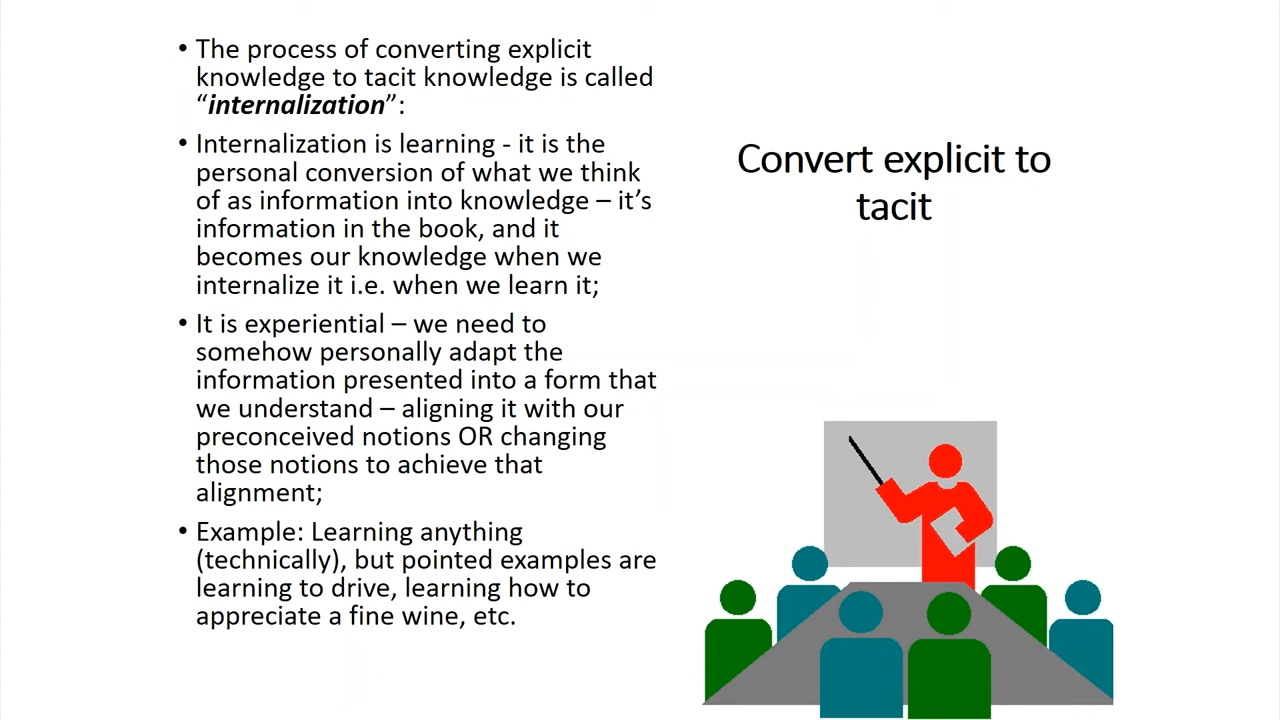 • The process of converting explicit
knowledge to tacit knowledge is called
“internalization”:
• Internalization is learning - it is the
personal conversion of what we think
of as information into knowledge – it’s
information in the book, and it
becomes our knowledge when we
internalize it i.e. when we learn it;
• It is experiential – we need to
somehow personally adapt the
information presented into a form that
we understand – aligning it with our
preconceived notions OR changing
those notions to achieve that
alignment;
• Example: Learning anything
(technically), but pointed examples are
learning to drive, learning how to
appreciate a fine wine, etc.
Convert explicit to
tacit